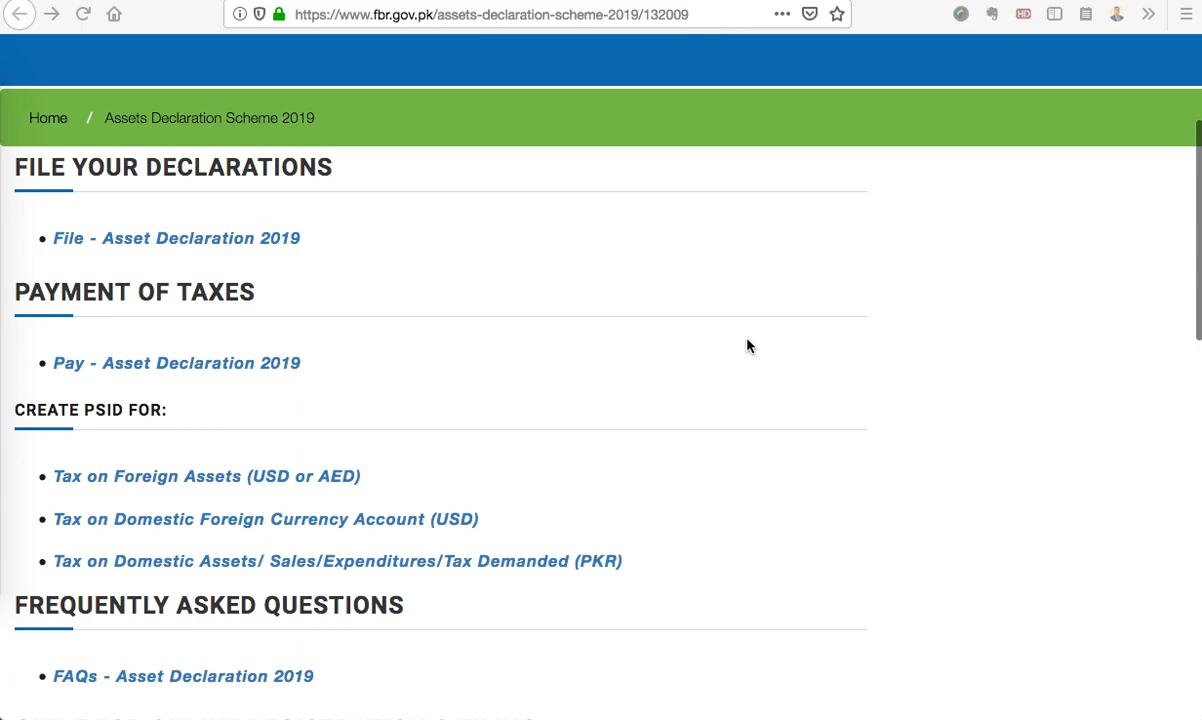 https://www.fbr.gov.pk/assets-declaration-scheme-2019/132009
Home / Assets Declaration Scheme 2019
FILE YOUR DECLARATIONS
• File - Asset Declaration 2019
PAYMENT OF TAXES
• Pay - Asset Declaration 2019
CREATE PSID FOR:
• Tax on Foreign Assets (USD or AED)
• Tax on Domestic Foreign Currency Account (USD)
• Tax on Domestic Assets/ Sales/Expenditures/Tax Demanded (PKR)
FREQUENTLY ASKED QUESTIONS
• FAQs - Asset Declaration 2019